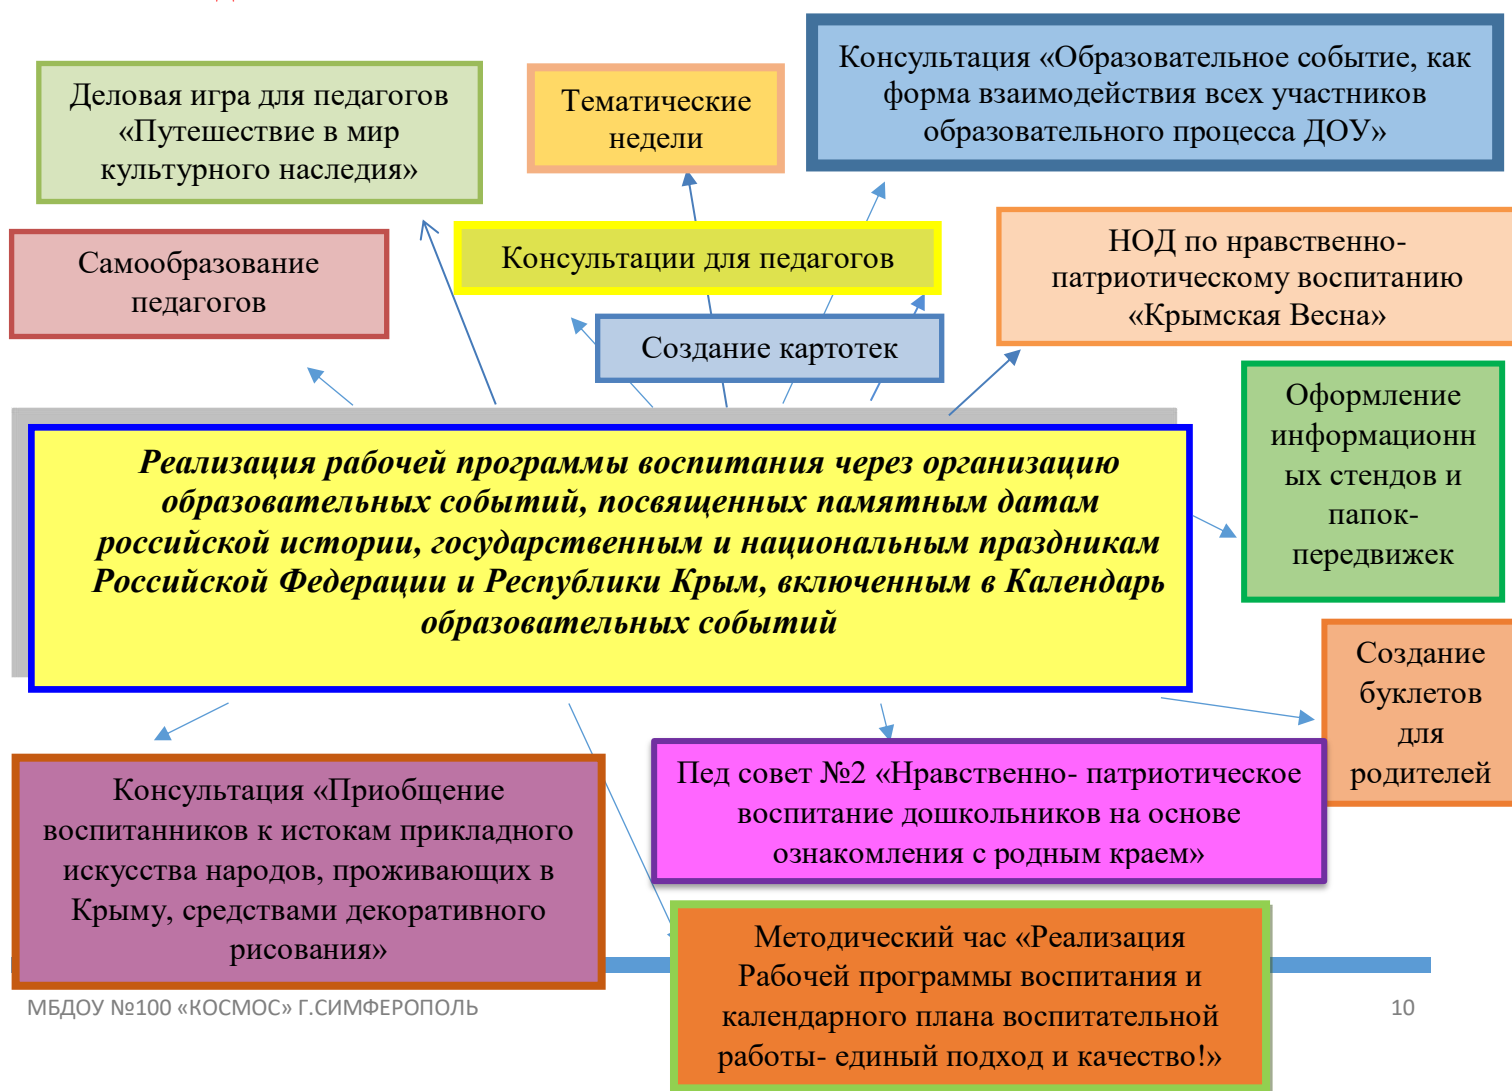 Консультация «Образовательное событие, как
форма взаимодействия всех участников
образовательного процесса ДОУ»
Деловая игра для педагогов
«Путешествие в мир
культурного наследия»
Тематические
недели
Самообразование
педагогов
Консультации для педагогов
НОД по нравственно-
патриотическому воспитанию
«Крымская Весна»
Создание картотек
Оформление
информационн
ых стендов и
папок-
передвижек
Реализация рабочей программы воспитания через организацию
образовательных событий, посвященных памятным датам
российской истории, государственным и национальным праздникам
Российской Федерации и Республики Крым, включенным в Календарь
образовательных событий
Создание
буклетов
для
родителей
Консультация «Приобщение
воспитанников к истокам прикладного
искусства народов, проживающих в
Крыму, средствами декоративного
рисования»
Пед совет №2 «Нравственно- патриотическое
воспитание дошкольников на основе
ознакомления с родным краем»
Методический час «Реализация
Рабочей программы воспитания и
календарного плана воспитательной
работы- единый подход и качество!»
МБДОУ №100 «КОСМОС» Г.СИМФЕРОПОЛЬ
10